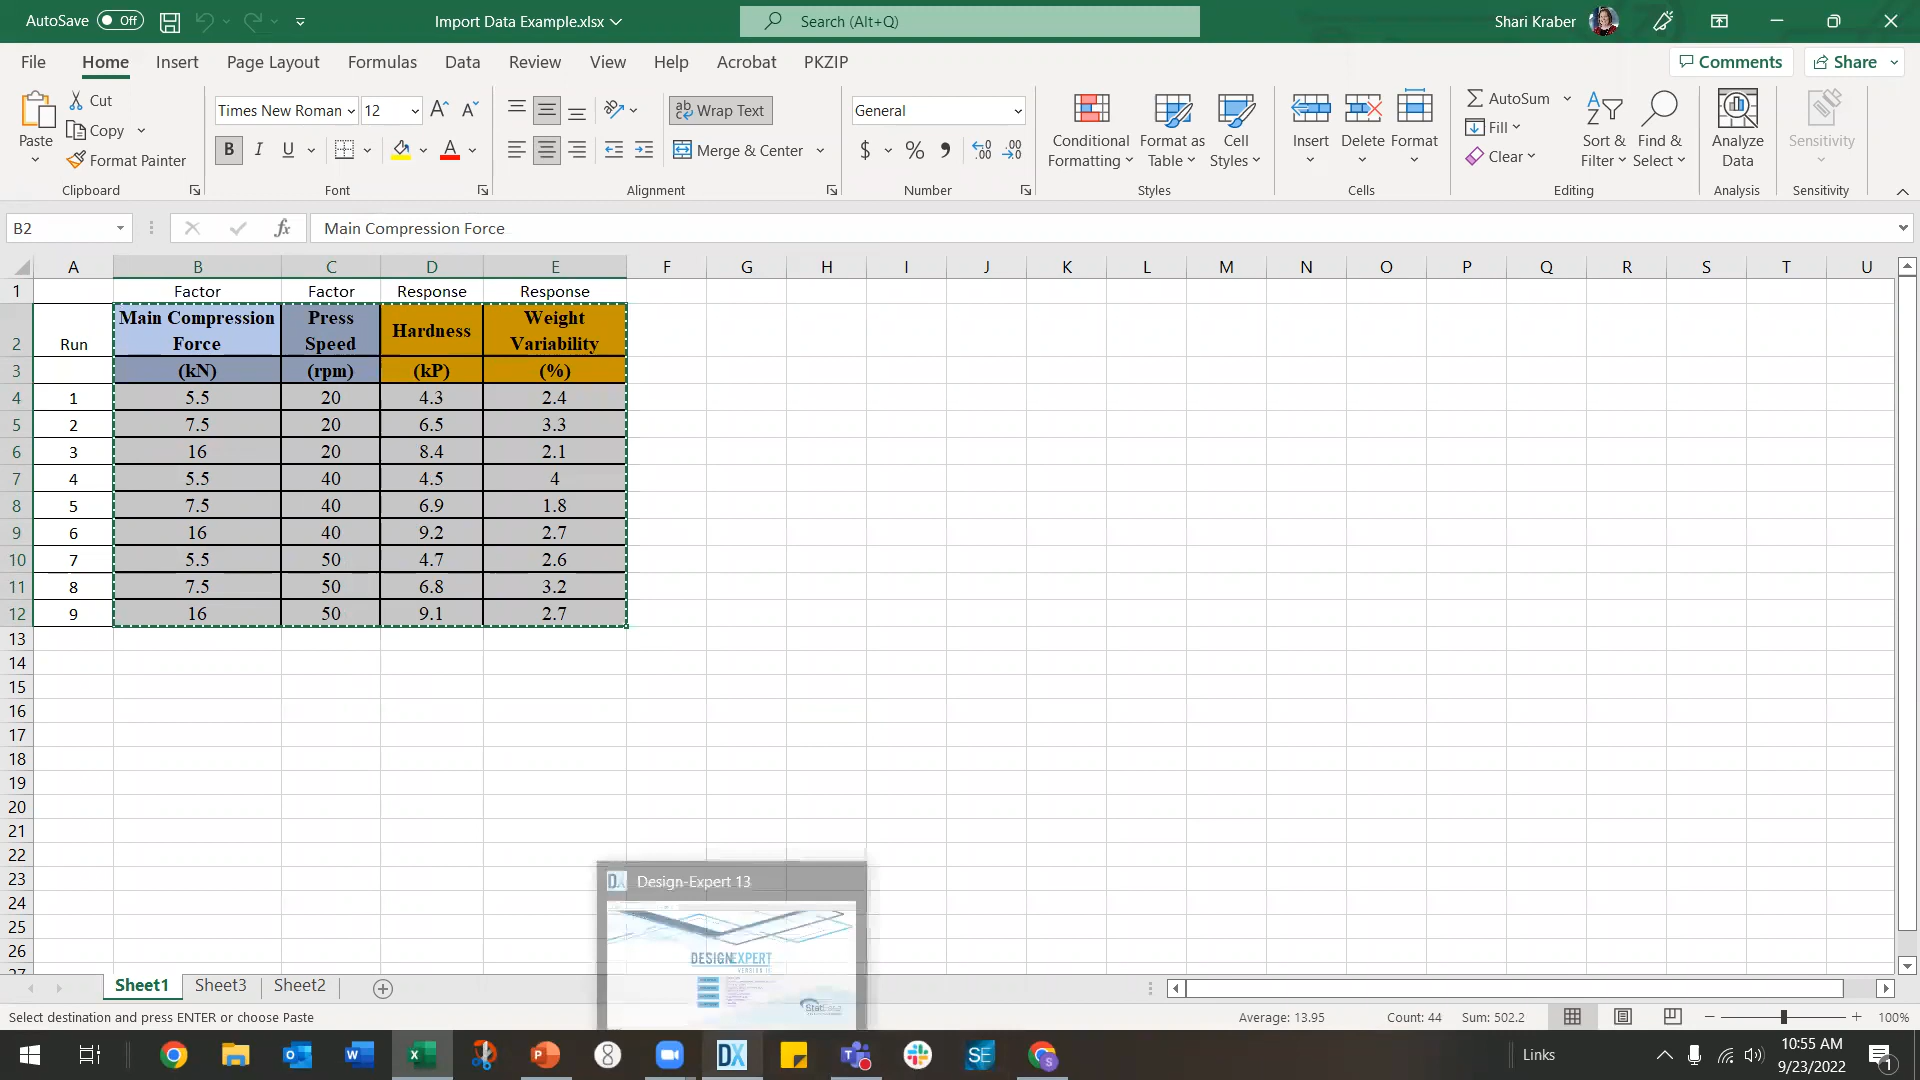 AutoSave Off Import Data Example.xlsx Search (Alt+Q) Shari Kraber
File Home Insert Page Layout Formulas Data Review View Help Acrobat PKZIP Comments Share
Paste Cut Copy Format Painter
Clipboard
Times New Roman 12
B I U A
Font
Wrap Text
Merge & Center
Alignment
General
$ % 9 .00 .00
Number
Conditional Formatting
Format as Table
Cell Styles
Styles
Insert Delete Format
Cells
AutoSum
Fill
Clear
Sort & Filter
Find & Select
Editing
Analyze Data
Analysis
Sensitivity
Sensitivity
B2 fx Main Compression Force
A B C D E F G H I J K L M N O P Q R S T U
1 Factor Factor Response Response
2 Run Main Compression Force Press Speed Hardness Weight Variability
3 (kN) (rpm) (kP) (%)
4 1 5.5 20 4.3 2.4
5 2 7.5 20 6.5 3.3
6 3 16 20 8.4 2.1
7 4 5.5 40 4.5 4
8 5 7.5 40 6.9 1.8
9 6 16 40 9.2 2.7
10 7 5.5 50 4.7 2.6
11 8 7.5 50 6.8 3.2
12 9 16 50 9.1 2.7
13
14
15
16
17
18
19
20
21
22
23
24
25
26
27
DX Design-Expert 13
DESIGNEXPERT
Sheet1 Sheet3 Sheet2
Select destination and press ENTER or choose Paste Average: 13.95 Count: 44 Sum: 502.2 100%
DX SE S Links 10:55 AM
9/23/2022 1